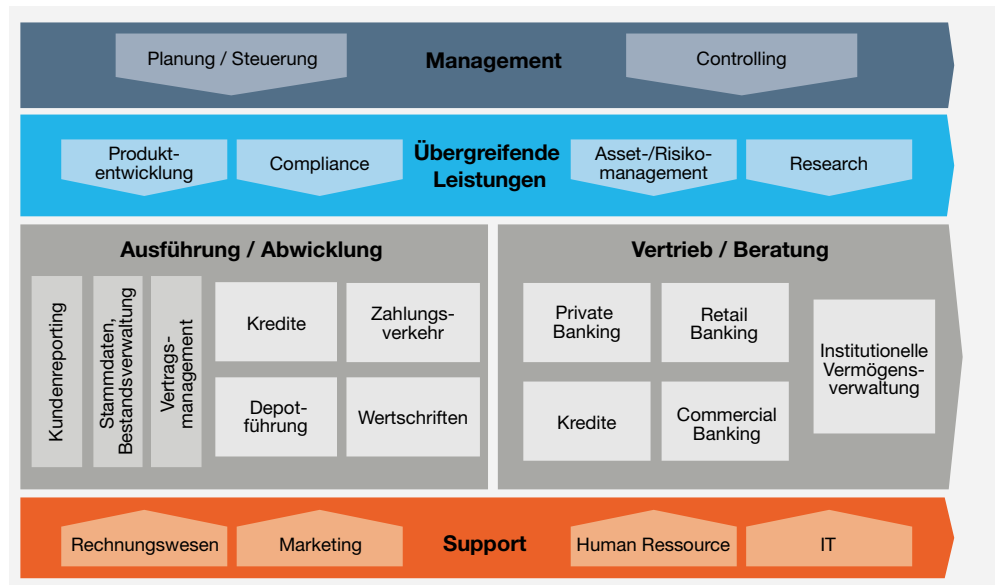 Planung / Steuerung
Management
Controlling
Produkt-
entwicklung
Compliance
Übergreifende
Leistungen
Asset-/Risiko-
management
Research
Ausführung / Abwicklung
Kundenreporting
Stammdaten,
Bestandsverwaltung
Vertrags-
management
Kredite
Zahlungs-
verkehr
Depot-
führung
Wertschriften
Vertrieb / Beratung
Private
Banking
Retail
Banking
Kredite
Commercial
Banking
Institutionelle
Vermögens-
verwaltung
Rechnungswesen
Marketing
Support
Human Ressource
IT